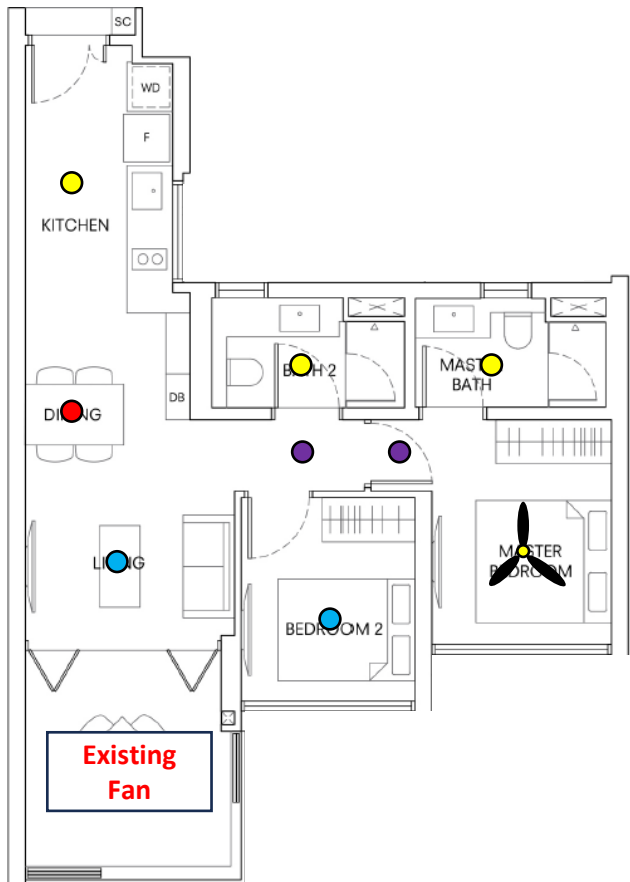 SC
WD
F
KITCHEN
BATH 2
MASTER
BATH
DINING
DB
LIVING
MASTER
BEDROOM
BEDROOM 2
Existing
Fan